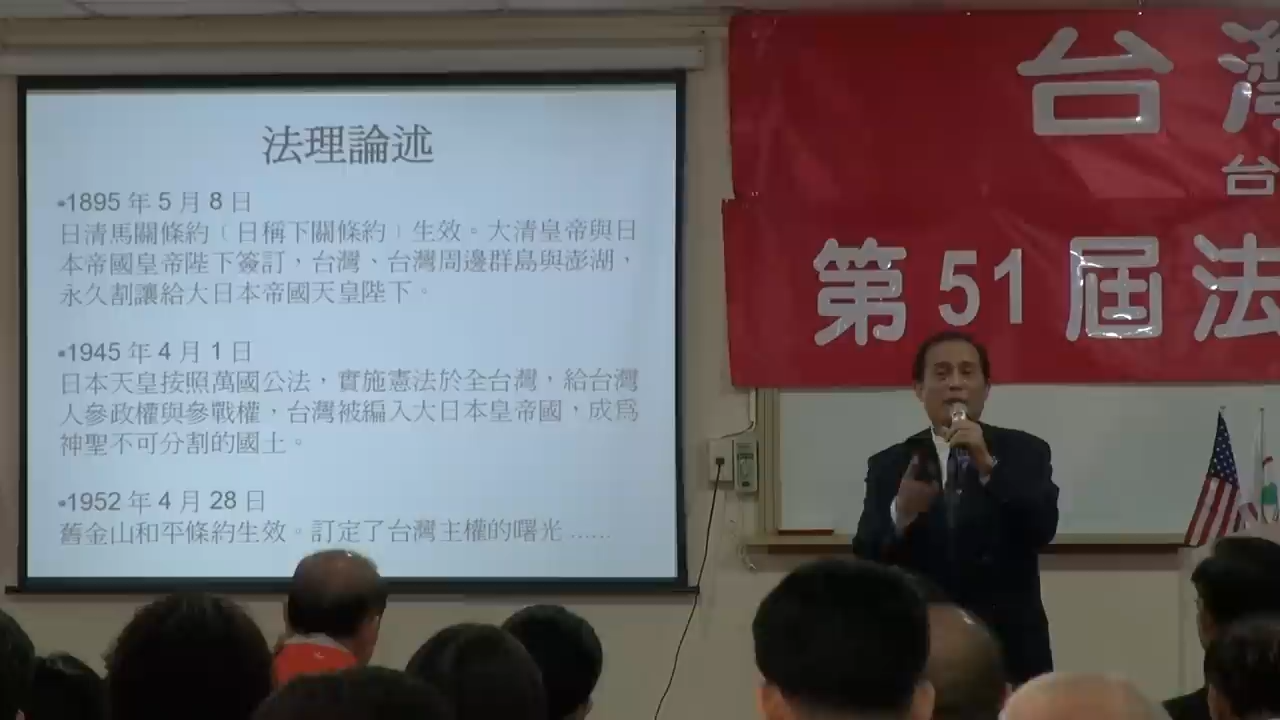 法理論述
•1895 年 5 月 8 日
日清馬關條約（日稱下關條約）生效。大清皇帝與日
本帝國皇帝陛下簽訂，台灣、台灣周邊群島與澎湖，
永久割讓給大日本帝國天皇陛下。
•1945 年 4 月 1 日
日本天皇按照萬國公法，實施憲法於全台灣，給台灣
人參政權與參戰權，台灣被編入大日本皇帝國，成為
神聖不可分割的國土。
•1952 年 4 月 28 日
舊金山和平條約生效。訂定了台灣主權的曙光 ......
台灣
台
第 51 屆法